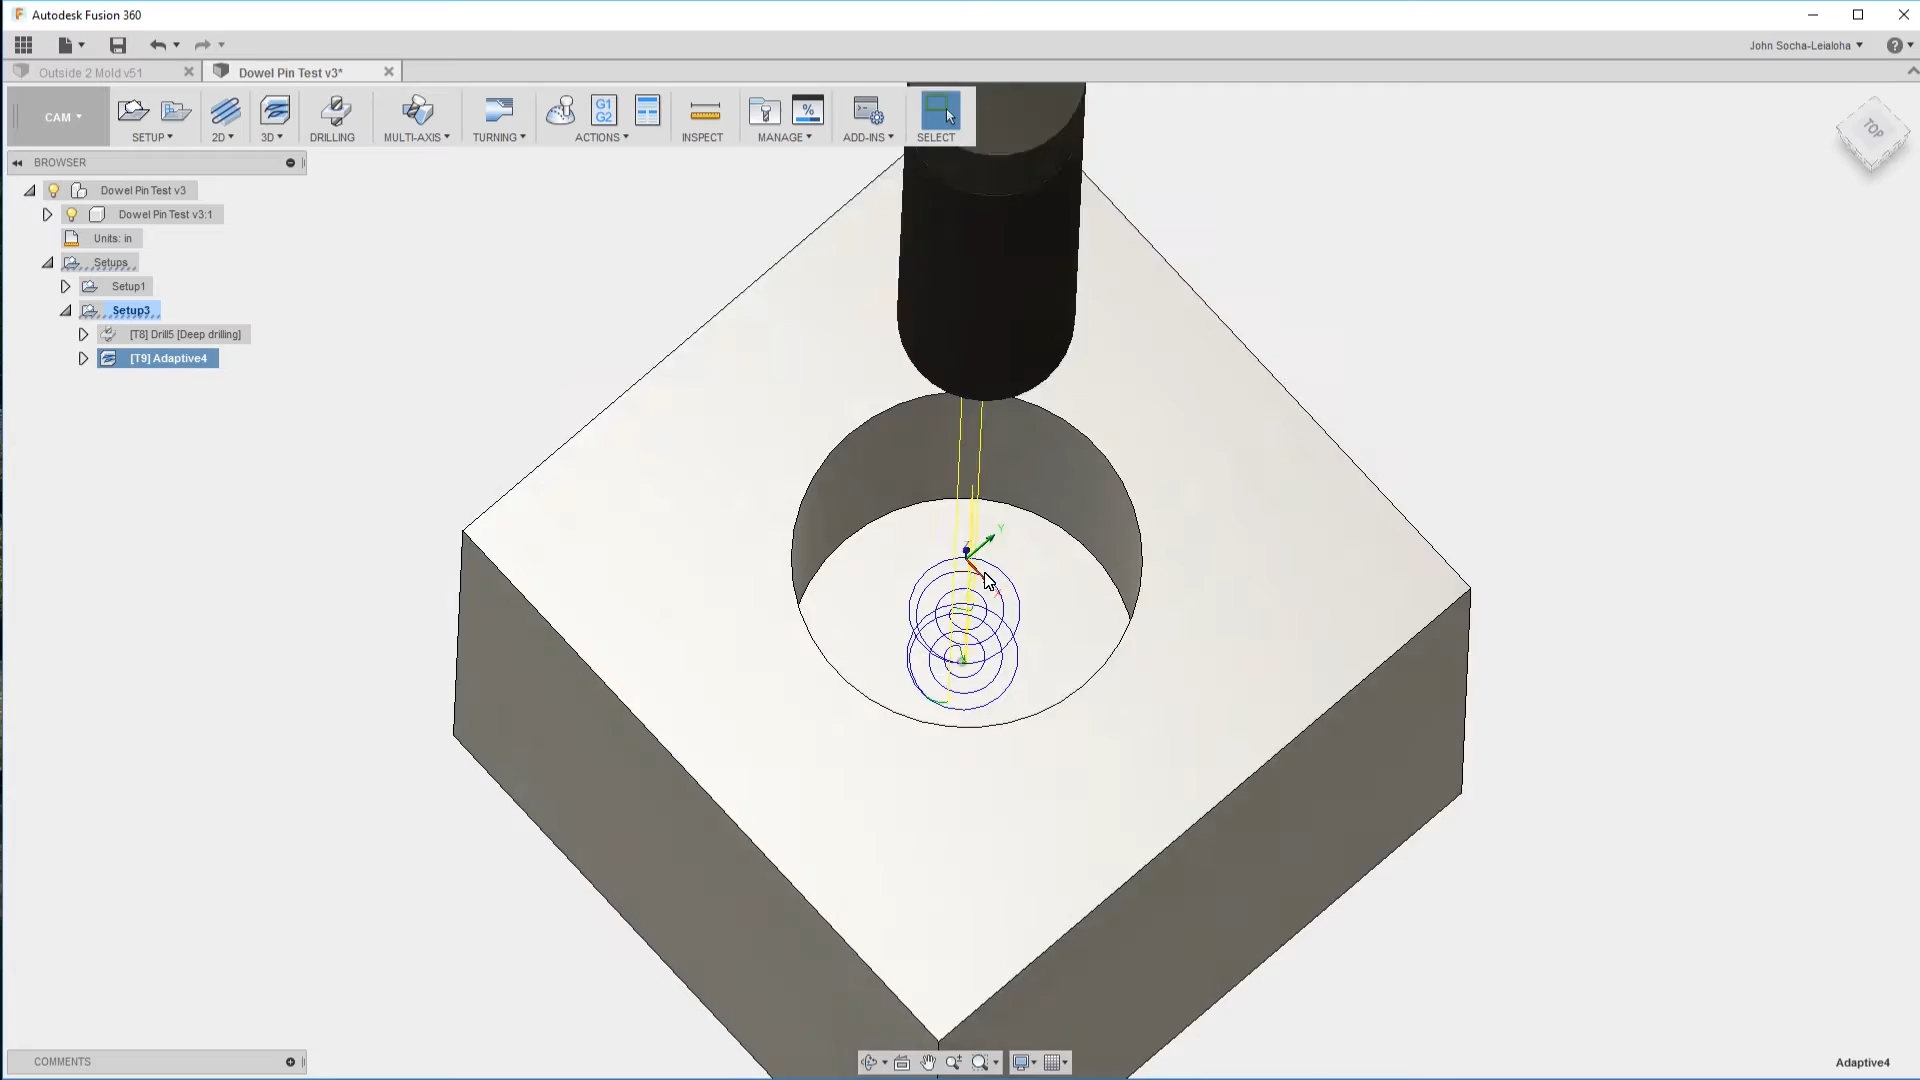 Autodesk Fusion 360
John Socha-Leialoha
Outside 2 Mold v51
Dowel Pin Test v3*
CAM
G1
G2
%
TOP
SETUP
2D
3D
DRILLING
MULTI-AXIS
TURNING
ACTIONS
INSPECT
MANAGE
ADD-INS
SELECT
BROWSER
Dowel Pin Test v3
Dowel Pin Test v3:1
Units: in
Setups
Setup1
Setup3
[T8] Drill5 [Deep drilling]
[T9] Adaptive4
Y
Z
X
COMMENTS
Adaptive4